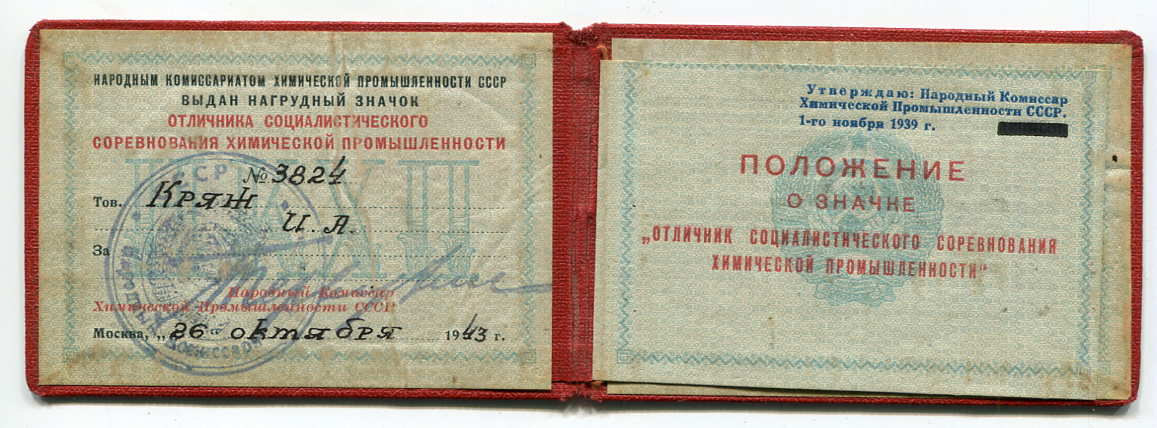 НАРОДНЫМ КОМИССАРИАТОМ ХИМИЧЕСКОЙ ПРОМЫШЛЕННОСТИ СССР
ВЫДАН НАГРУДНЫЙ ЗНАЧОК
ОТЛИЧНИКА СОЦИАЛИСТИЧЕСКОГО
СОРЕВНОВАНИЯ ХИМИЧЕСКОЙ ПРОМЫШЛЕННОСТИ
№ 3824
Тов. Кряж
И. А.
За
Народный Комиссар
Химической Промышленности СССР
Москва, „26" октября 1943 г.
Утверждаю: Народный Комиссар
Химической Промышленности СССР.
1-го ноября 1939 г.
ПОЛОЖЕНИЕ
О ЗНАЧКЕ
„ОТЛИЧНИК СОЦИАЛИСТИЧЕСКОГО СОРЕВНОВАНИЯ
ХИМИЧЕСКОЙ ПРОМЫШЛЕННОСТИ"